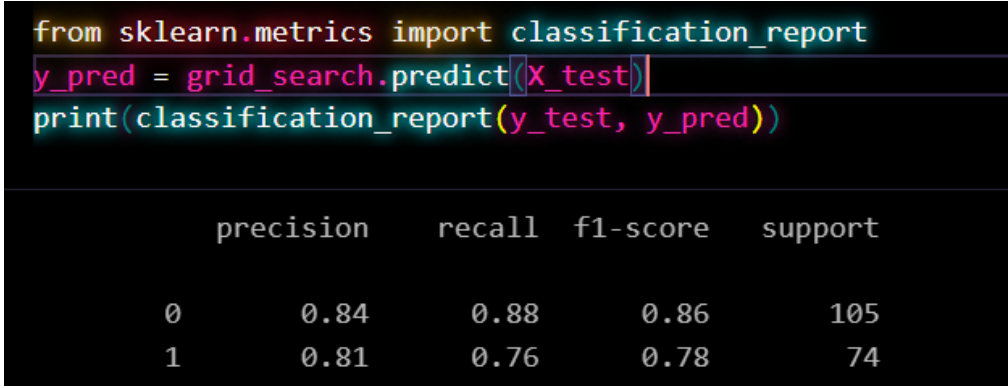 from sklearn.metrics import classification_report
y_pred = grid_search.predict(X_test)
print(classification_report(y_test, y_pred))
precision recall f1-score support
0 0.84 0.88 0.86 105
1 0.81 0.76 0.78 74